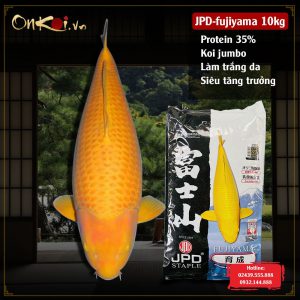 OnKoi.vn
JPD-fujiyama 10kg
Protein 35%
Koi jumbo
Làm trắng da
Siêu tăng trưởng
富士山
JPD
STAPLE
FUJIYAMA
育成
Hotline:
02439.555.888
0932.144.888